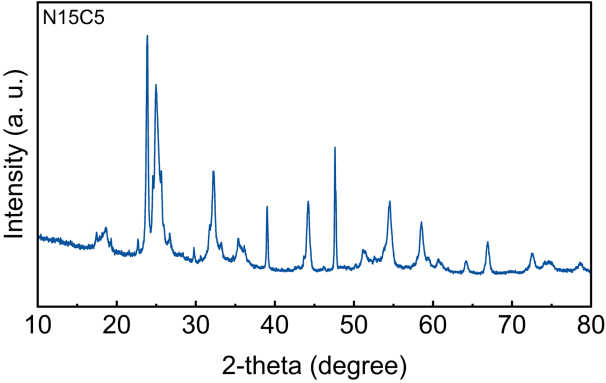 N15C5
Intensity (a. u.)
10 20 30 40 50 60 70 80
2-theta (degree)